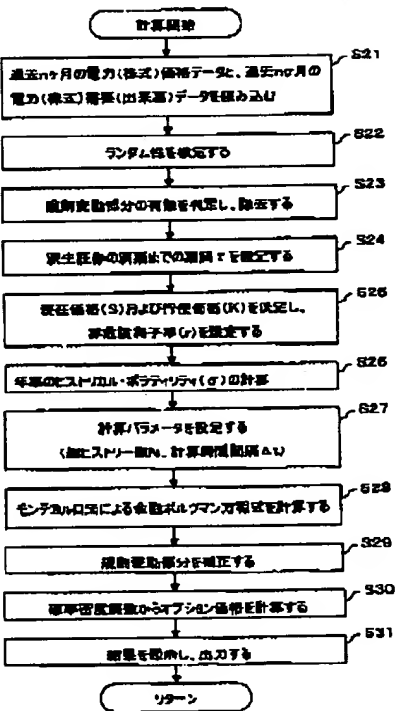 計算開始
S21
過去nヶ月の電力(株式)価格データと、過去nヶ月の
電力(株式)需要(出来高)データを読み込む
S22
ランダム性を検定する
S23
規則変動部分の有無を判定し、除去する
S24
派生証券の満期までの期間τを設定する
S25
現在価格(S)および行使価格(K)を決定し、
非危険利子率(r)を設定する
S26
年率のヒストリカル・ボラティリティ(σ)の計算
S27
計算パラメータを設定する
(総ヒストリー数N、計算時間間隔Δt)
S28
モンテカルロ法による金融ボルツマン方程式を計算する
S29
規則変動部分を補正する
S30
確率密度関数からオプション価格を計算する
S31
結果を表示し、出力する
リターン